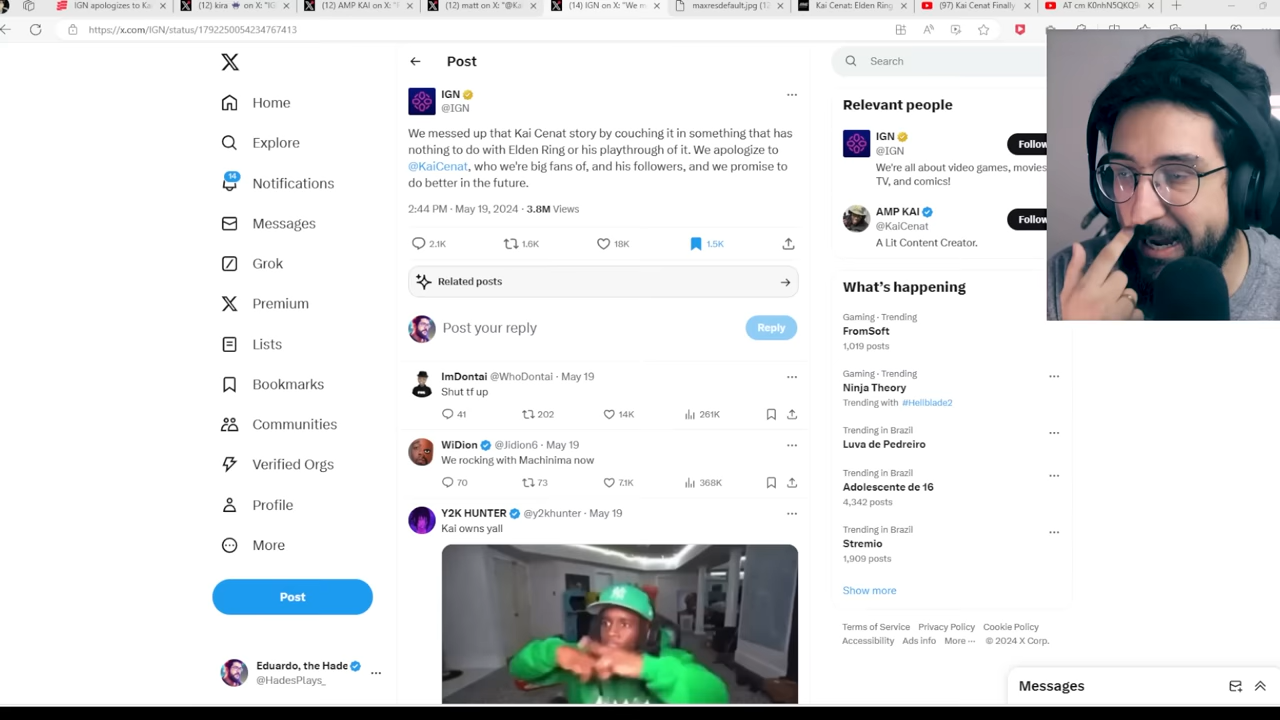 IGN apologizes to Ka
(12) kira on X: "I
(12) AMP KAI on X: "
(12) matt on X: "@Ka
(14) IGN on X: "We m
maxresdefault.jpg (12
Kai Cenat: Elden Ring
(97) Kai Cenat Finally
AT cm K0nhN5QKQ9
https://x.com/IGN/status/1792250054234767413
Home
Explore
14
Notifications
Messages
Grok
Premium
Lists
Bookmarks
Communities
Verified Orgs
Profile
More
Post
Eduardo, the Hade
@HadesPlays_
Post
IGN
@IGN
We messed up that Kai Cenat story by couching it in something that has
nothing to do with Elden Ring or his playthrough of it. We apologize to
@KaiCenat, who we're big fans of, and his followers, and we promise to
do better in the future.
2:44 PM · May 19, 2024 · 3.8M Views
2.1K 1.6K 18K 1.5K
Related posts
Post your reply
Reply
ImDontai @WhoDontai · May 19
Shut tf up
41 202 14K 261K
WiDion @Jidion6 · May 19
We rocking with Machinima now
70 73 7.1K 368K
Y2K HUNTER @y2khunter · May 19
Kai owns yall
Search
Relevant people
IGN
@IGN
Follow
We're all about video games, movies
TV, and comics!
AMP KAI
@KaiCenat
Follow
A Lit Content Creator.
What's happening
Gaming · Trending
FromSoft
1,019 posts
Gaming · Trending
Ninja Theory
Trending with #Hellblade2
Trending in Brazil
Luva de Pedreiro
Trending in Brazil
Adolescente de 16
4,342 posts
Trending in Brazil
Stremio
1,909 posts
Show more
Terms of Service Privacy Policy Cookie Policy
Accessibility Ads info More ··· © 2024 X Corp.
Messages